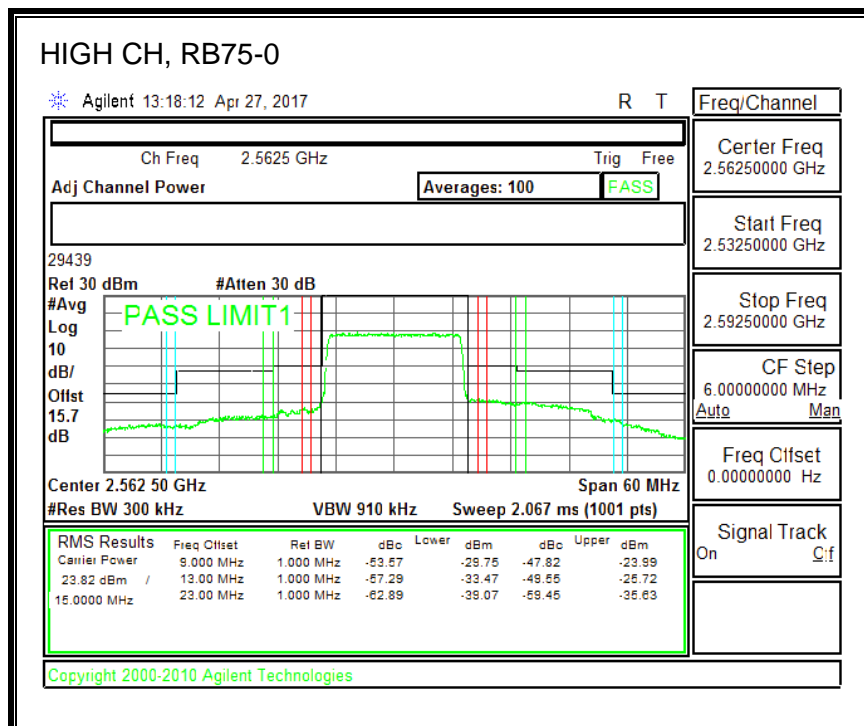 HIGH CH, RB75-0
Agilent 13:18:12 Apr 27, 2017 R T
Ch Freq 2.5625 GHz Trig Free
Adj Channel Power Averages: 100 PASS
29439
Ref 30 dBm #Atten 30 dB
#Avg
Log
10
dB/
Offst
15.7
dB
PASS LIMIT1
Center 2.562 50 GHz Span 60 MHz
#Res BW 300 kHz VBW 910 kHz Sweep 2.067 ms (1001 pts)
RMS Results Freq Offset Ref BW dBc Lower dBm dBc Upper dBm
Carrier Power 9.000 MHz 1.000 MHz -53.57 -29.75 -47.82 -23.99
23.82 dBm / 13.00 MHz 1.000 MHz -57.29 -33.47 -49.55 -25.72
15.0000 MHz 23.00 MHz 1.000 MHz -62.89 -39.07 -59.45 -35.63
Copyright 2000-2010 Agilent Technologies
Freq/Channel
Center Freq
2.56250000 GHz
Start Freq
2.53250000 GHz
Stop Freq
2.59250000 GHz
CF Step
6.00000000 MHz
Auto Man
Freq Offset
0.00000000 Hz
Signal Track
On Off